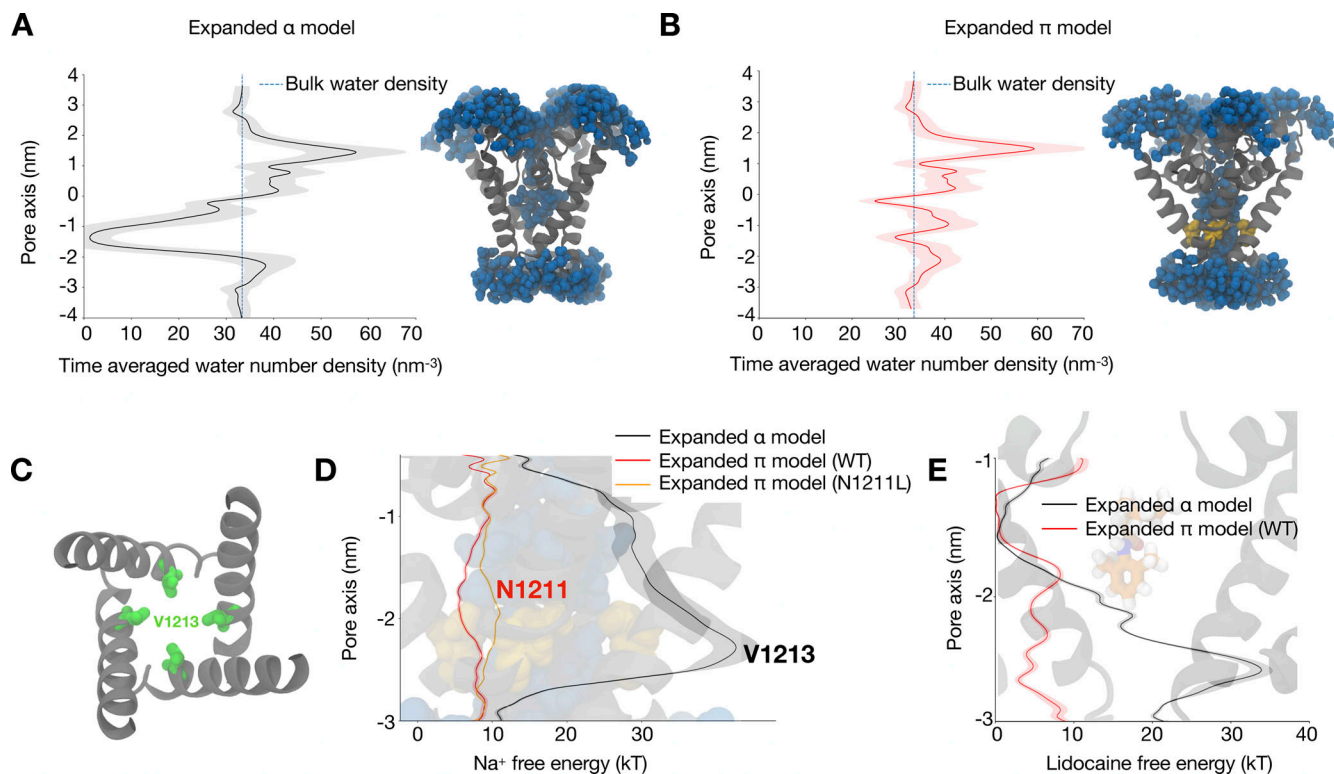 A
Expanded α model
4
3
2
1
0
-1
-2
-3
-4
Pore axis (nm)
Bulk water density
0 10 20 30 40 50 60 70
Time averaged water number density (nm-3)
B
Expanded π model
4
3
2
1
0
-1
-2
-3
-4
Pore axis (nm)
Bulk water density
0 10 20 30 40 50 60 70
Time averaged water number density (nm-3)
C
V1213
D
Expanded α model
Expanded π model (WT)
Expanded π model (N1211L)
-1
-2
-3
Pore axis (nm)
N1211
V1213
0 10 20 30
Na+ free energy (kT)
E
-1
-2
-3
Pore axis (nm)
Expanded α model
Expanded π model (WT)
0 10 20 30 40
Lidocaine free energy (kT)